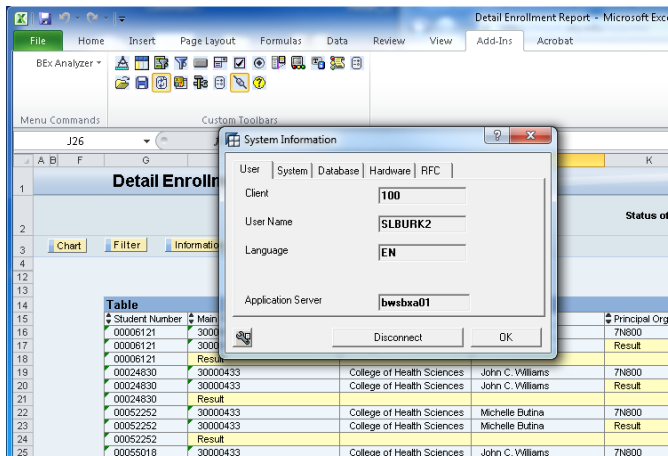 Detail Enrollment Report - Microsoft Exce
File Home Insert Page Layout Formulas Data Review View Add-Ins Acrobat
BEx Analyzer
Menu Commands Custom Toolbars
J26
A B F G K
1 Detail Enrolln
2 Status of
3 Chart Filter Informatio
4
12
13
14 Table
15 Student Number Main Principal Org
16 00006121 3000 7N800
17 00006121 3000 Result
18 00006121 Resul
19 00024830 30000433 College of Health Sciences John C. Williams 7N800
20 00024830 30000433 College of Health Sciences John C. Williams Result
21 00024830 Result
22 00052252 30000433 College of Health Sciences Michelle Butina 7N800
23 00052252 30000433 College of Health Sciences Michelle Butina Result
24 00052252 Result
25 00055018 30000433 College of Health Sciences John C. Williams 7N800
System Information
User System Database Hardware RFC
Client 100
User Name SLBURK2
Language EN
Application Server bwsbxa01
Disconnect OK